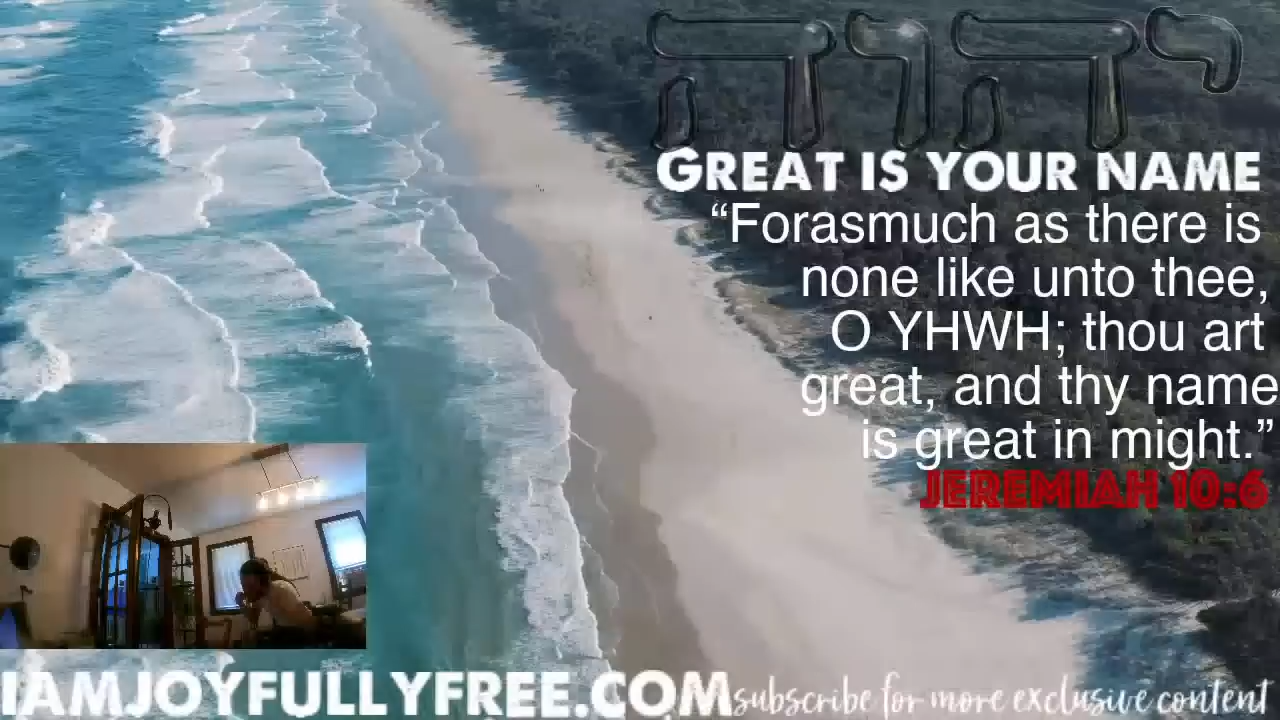 יהוה
GREAT IS YOUR NAME
“Forasmuch as there is
none like unto thee,
O YHWH; thou art
great, and thy name
is great in might.”
JEREMIAH 10:6
IAMJOYFULLYFREE.COM subscribe for more exclusive content